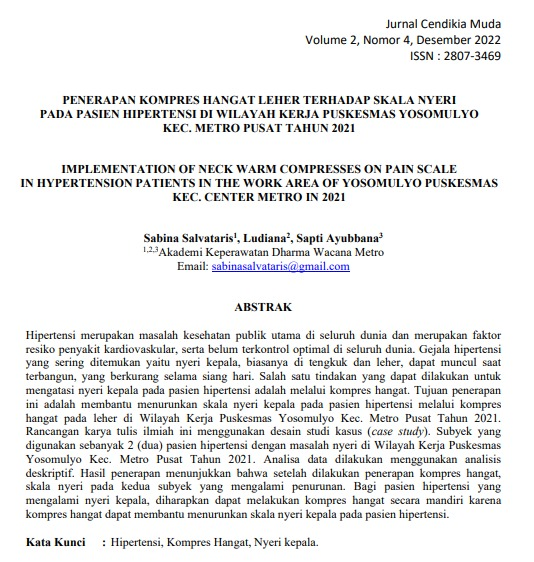 Jurnal Cendikia Muda
Volume 2, Nomor 4, Desember 2022
ISSN : 2807-3469
PENERAPAN KOMPRES HANGAT LEHER TERHADAP SKALA NYERI
PADA PASIEN HIPERTENSI DI WILAYAH KERJA PUSKESMAS YOSOMULYO
KEC. METRO PUSAT TAHUN 2021
IMPLEMENTATION OF NECK WARM COMPRESSES ON PAIN SCALE
IN HYPERTENSION PATIENTS IN THE WORK AREA OF YOSOMULYO PUSKESMAS
KEC. CENTER METRO IN 2021
Sabina Salvataris¹, Ludiana², Sapti Ayubbana³
¹,²,³Akademi Keperawatan Dharma Wacana Metro
Email: sabinasalvataris@gmail.com
ABSTRAK
Hipertensi merupakan masalah kesehatan publik utama di seluruh dunia dan merupakan faktor
resiko penyakit kardiovaskular, serta belum terkontrol optimal di seluruh dunia. Gejala hipertensi
yang sering ditemukan yaitu nyeri kepala, biasanya di tengkuk dan leher, dapat muncul saat
terbangun, yang berkurang selama siang hari. Salah satu tindakan yang dapat dilakukan untuk
mengatasi nyeri kepala pada pasien hipertensi adalah melalui kompres hangat. Tujuan penerapan
ini adalah membantu menurunkan skala nyeri kepala pada pasien hipertensi melalui kompres
hangat pada leher di Wilayah Kerja Puskesmas Yosomulyo Kec. Metro Pusat Tahun 2021.
Rancangan karya tulis ilmiah ini menggunakan desain studi kasus (case study). Subyek yang
digunakan sebanyak 2 (dua) pasien hipertensi dengan masalah nyeri di Wilayah Kerja Puskesmas
Yosomulyo Kec. Metro Pusat Tahun 2021. Analisa data dilakukan menggunakan analisis
deskriptif. Hasil penerapan menunjukkan bahwa setelah dilakukan penerapan kompres hangat,
skala nyeri pada kedua subyek yang mengalami penurunan. Bagi pasien hipertensi yang
mengalami nyeri kepala, diharapkan dapat melakukan kompres hangat secara mandiri karena
kompres hangat dapat membantu menurunkan skala nyeri kepala pada pasien hipertensi.
Kata Kunci : Hipertensi, Kompres Hangat, Nyeri kepala.